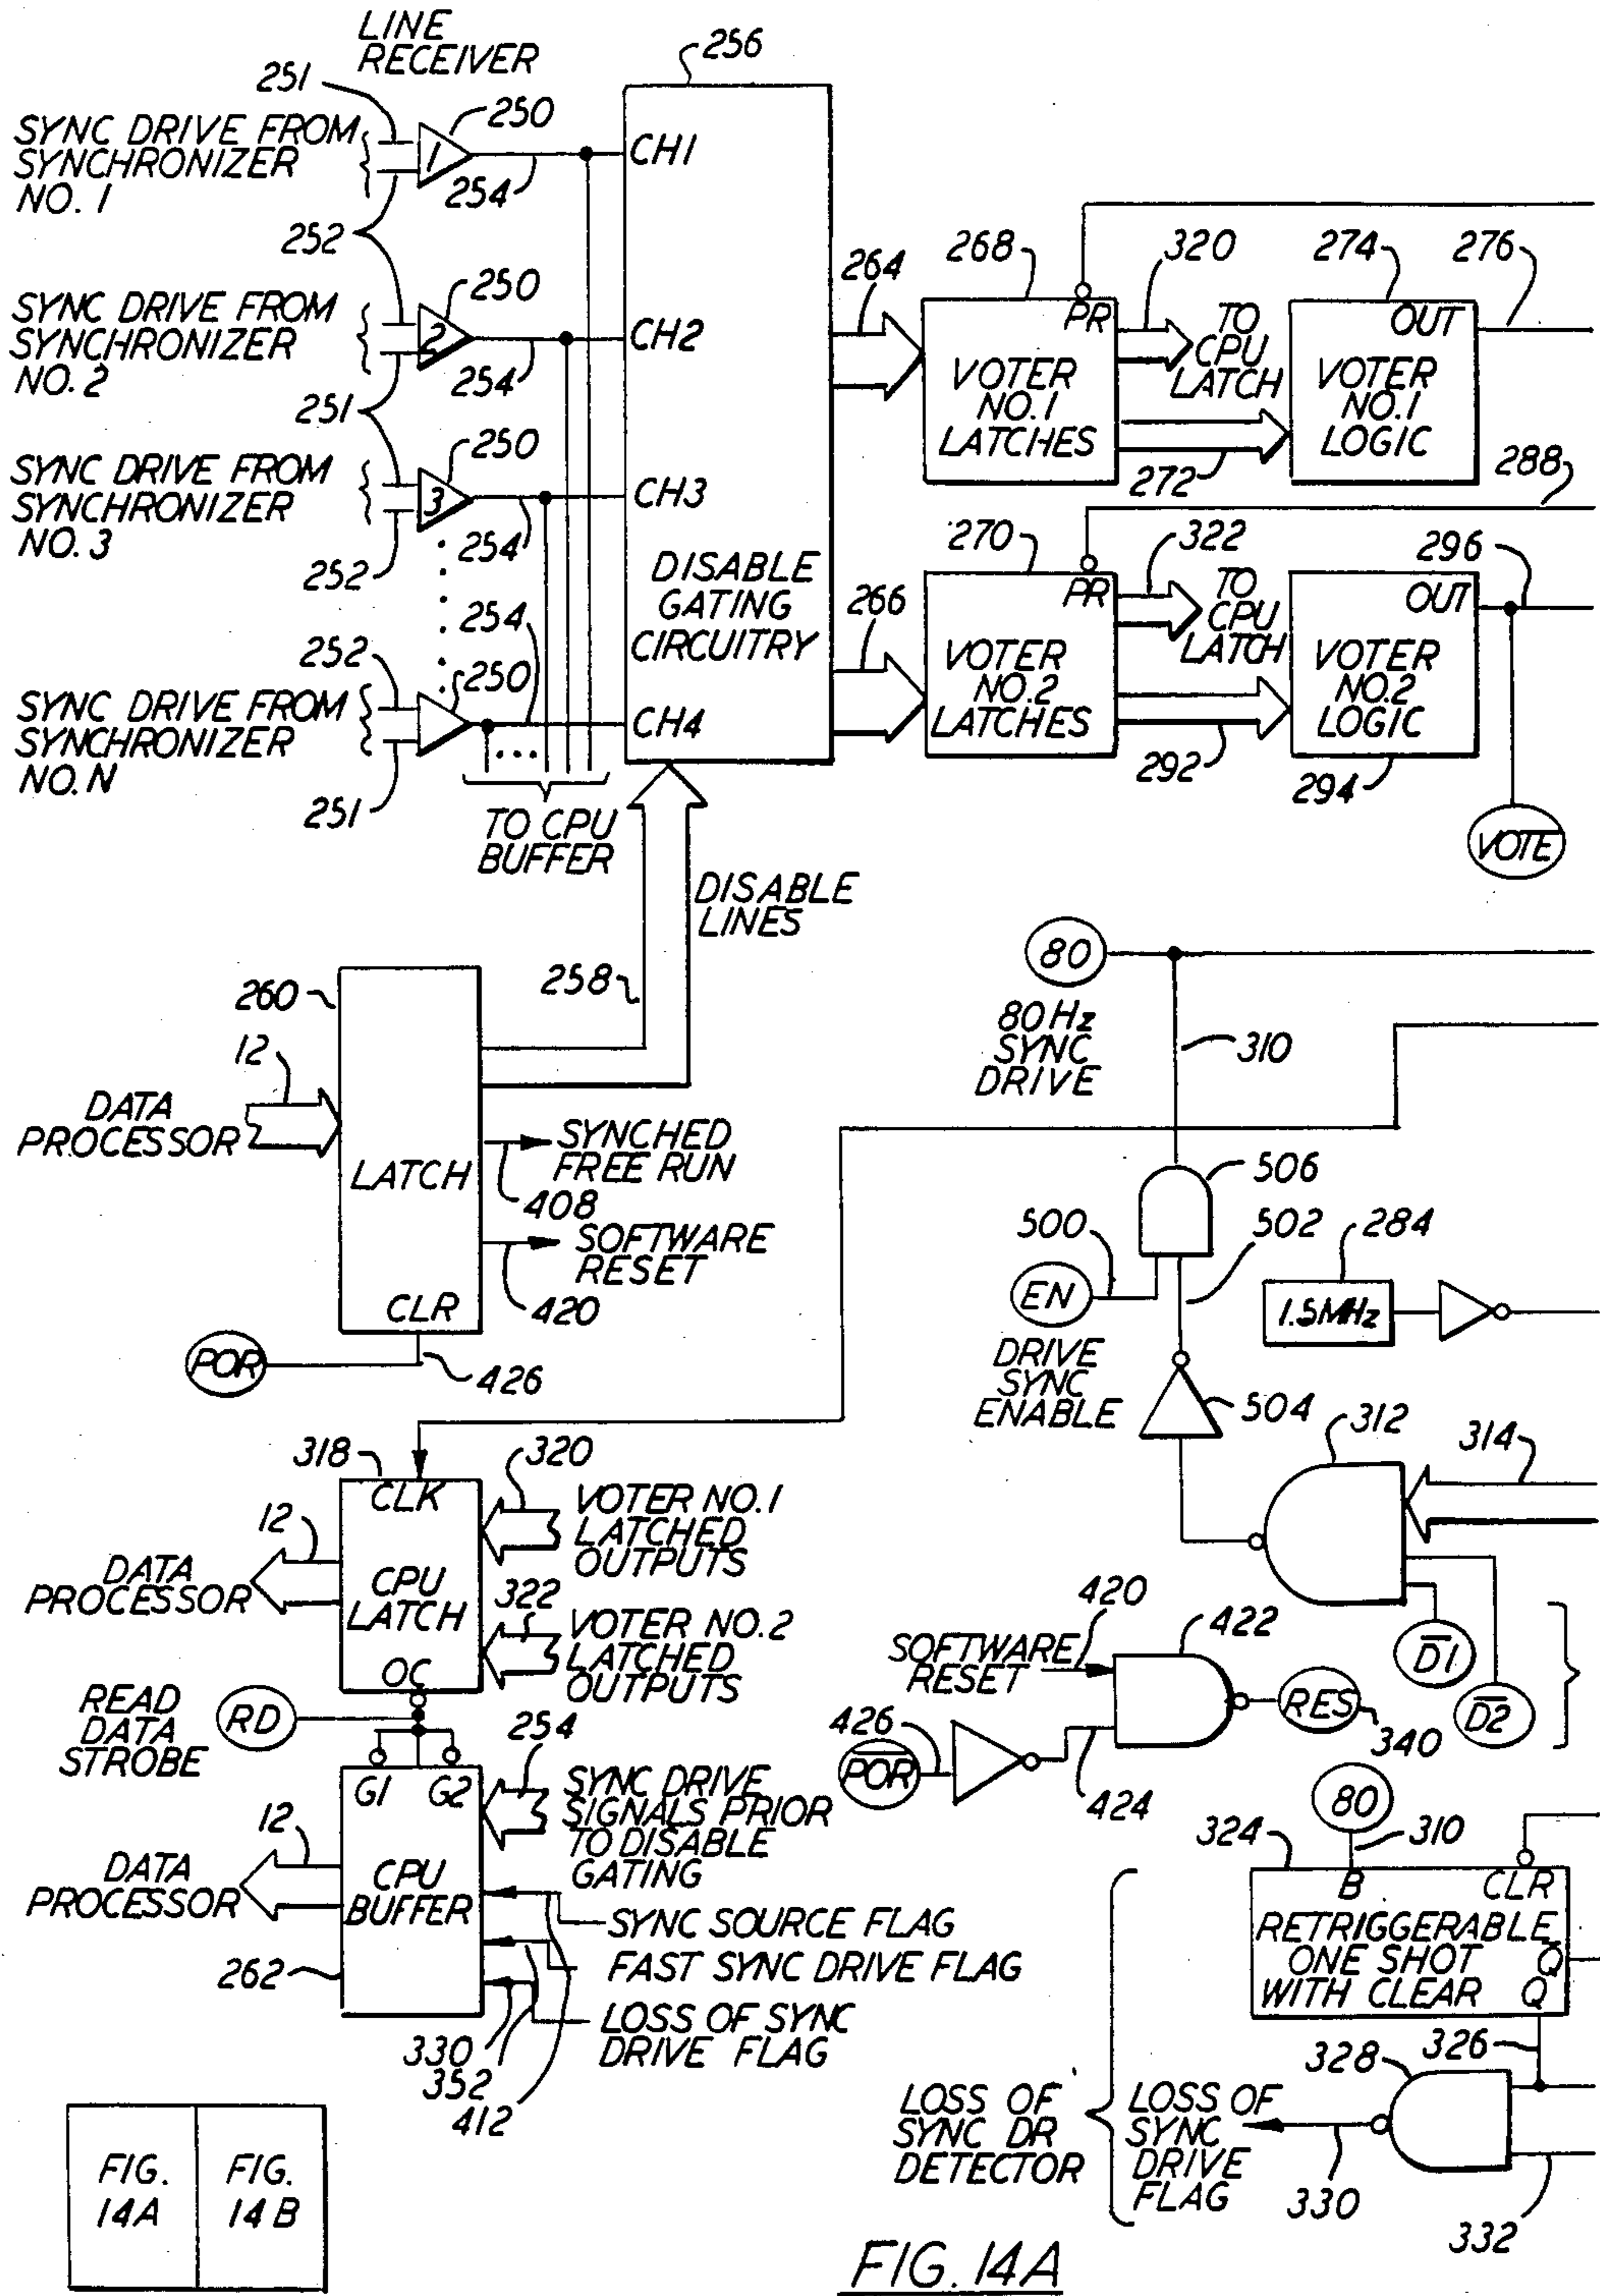 LINE
RECEIVER
256
251
SYNC DRIVE FROM
SYNCHRONIZER
NO. 1
1
250
254
CH1
252
SYNC DRIVE FROM
SYNCHRONIZER
NO. 2
2
250
254
CH2
251
SYNC DRIVE FROM
SYNCHRONIZER
NO. 3
3
250
254
CH3
252
254
252
SYNC DRIVE FROM
SYNCHRONIZER
NO. N
250
CH4
251
...
TO CPU
BUFFER
DISABLE
GATING
CIRCUITRY
264
266
268
PR
VOTER
NO. 1
LATCHES
320
TO
CPU
LATCH
272
274
OUT
VOTER
NO. 1
LOGIC
276
288
270
PR
VOTER
NO. 2
LATCHES
322
TO
CPU
LATCH
292
OUT
VOTER
NO. 2
LOGIC
294
296
VOTE
DISABLE
LINES
258
260
12
DATA
PROCESSOR
LATCH
SYNCHED
FREE RUN
408
SOFTWARE
RESET
420
CLR
POR
426
80
80 Hz
SYNC
DRIVE
310
506
500
EN
502
DRIVE
SYNC
ENABLE
504
284
1.5MHz
312
314
D1
D2
318
CLK
320
VOTER NO. 1
LATCHED
OUTPUTS
12
DATA
PROCESSOR
CPU
LATCH
322
VOTER NO. 2
LATCHED
OUTPUTS
OC
READ
DATA
STROBE
RD
SOFTWARE
RESET
420
422
426
POR
424
RES
340
G1 G2
254
SYNC DRIVE
SIGNALS PRIOR
TO DISABLE
GATING
12
DATA
PROCESSOR
CPU
BUFFER
262
SYNC SOURCE FLAG
FAST SYNC DRIVE FLAG
LOSS OF SYNC
DRIVE FLAG
330
352
412
80
310
324
B CLR
RETRIGGERABLE
ONE SHOT
WITH CLEAR
Q
Q
326
328
LOSS OF
SYNC DR
DETECTOR
LOSS OF
SYNC
DRIVE
FLAG
330
332
FIG.
14A
FIG.
14B
FIG. 14A